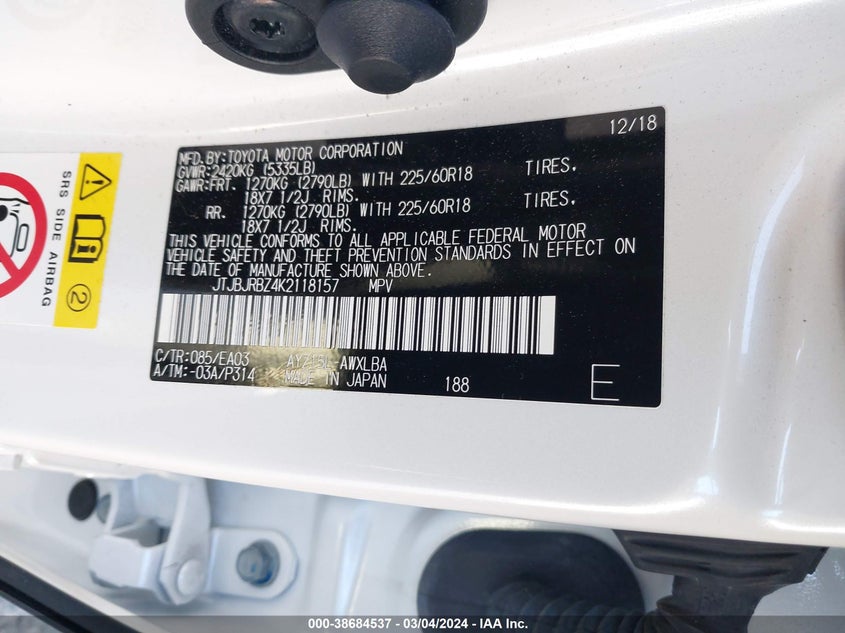 12/18
MFD. BY: TOYOTA MOTOR CORPORATION
GVWR: 2420KG (5335LB)
GAWR: FRT. 1270KG (2790LB) WITH 225/60R18 TIRES.
18X7 1/2J RIMS.
RR. 1270KG (2790LB) WITH 225/60R18 TIRES.
18X7 1/2J RIMS.
THIS VEHICLE CONFORMS TO ALL APPLICABLE FEDERAL MOTOR
VEHICLE SAFETY AND THEFT PREVENTION STANDARDS IN EFFECT ON
THE DATE OF MANUFACTURE SHOWN ABOVE.
JTJBJRBZ4K2118157 MPV
C/TR: 085/EA03 -AWXLBA
A/TM: -03A/P314 MADE IN JAPAN 188 E
SRS SIDE AIRBAG
2
000-38684537 - 03/04/2024 - IAA Inc.